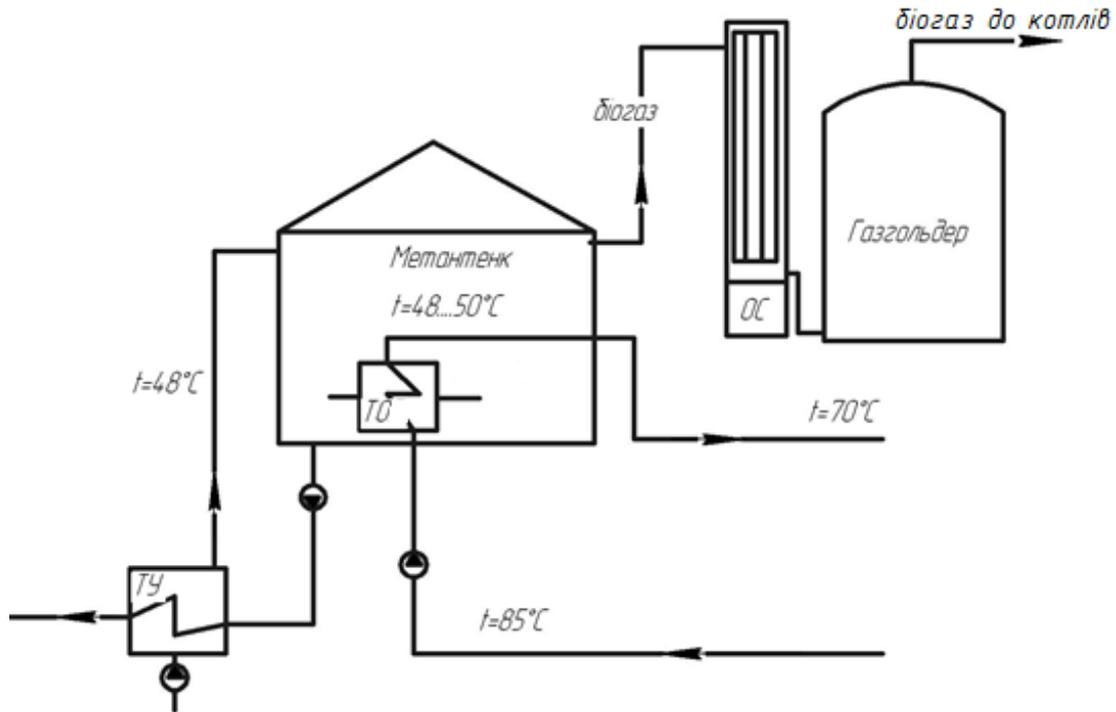 біогаз до котлів
біогаз
Метантенк
t=48...50°C
Газгольдер
ОС
t=48°C
ТО
t=70°C
ТУ
t=85°C